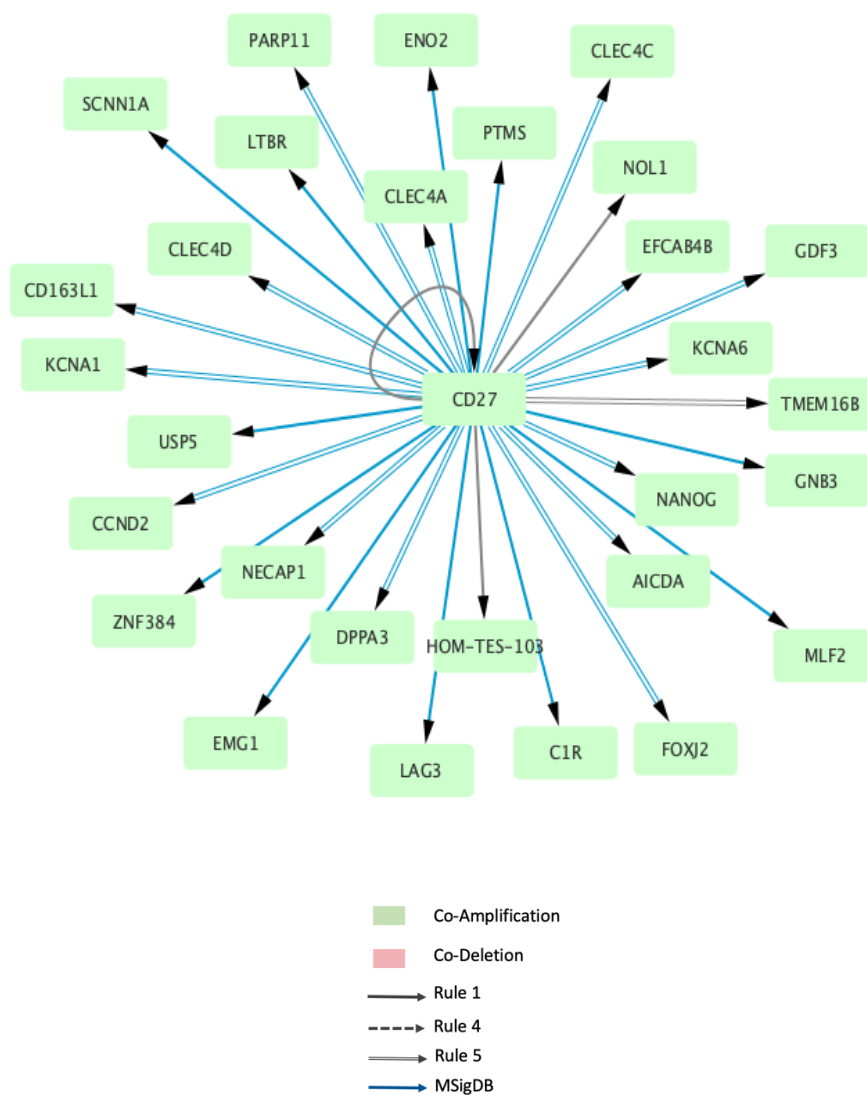 PARP11
ENO2
CLEC4C
SCNN1A
LTBR
PTMS
NOL1
CLEC4A
CLEC4D
EFCAB4B
GDF3
CD163L1
KCNA1
KCNA6
CD27
TMEM16B
USP5
GNB3
NANOG
CCND2
NECAP1
AICDA
ZNF384
DPPA3
HOM-TES-103
MLF2
EMG1
LAG3
C1R
FOXJ2
Co-Amplification
Co-Deletion
Rule 1
Rule 4
Rule 5
MSigDB